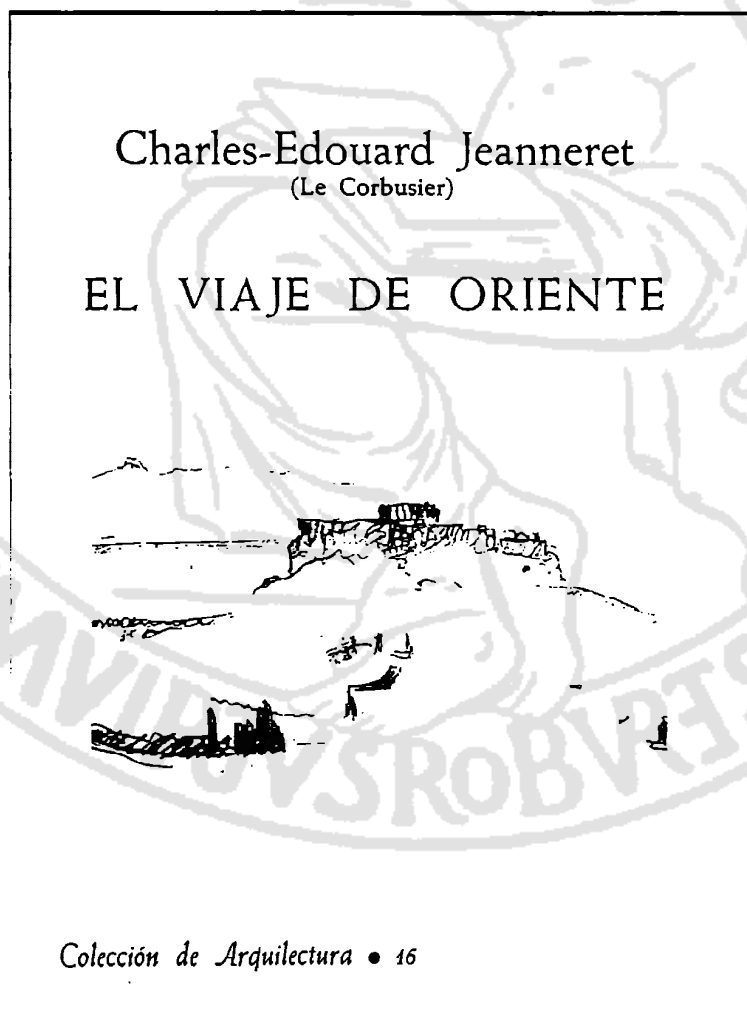 Charles-Edouard Jeanneret
(Le Corbusier)
EL VIAJE DE ORIENTE
Colección de Arquilectura • 16